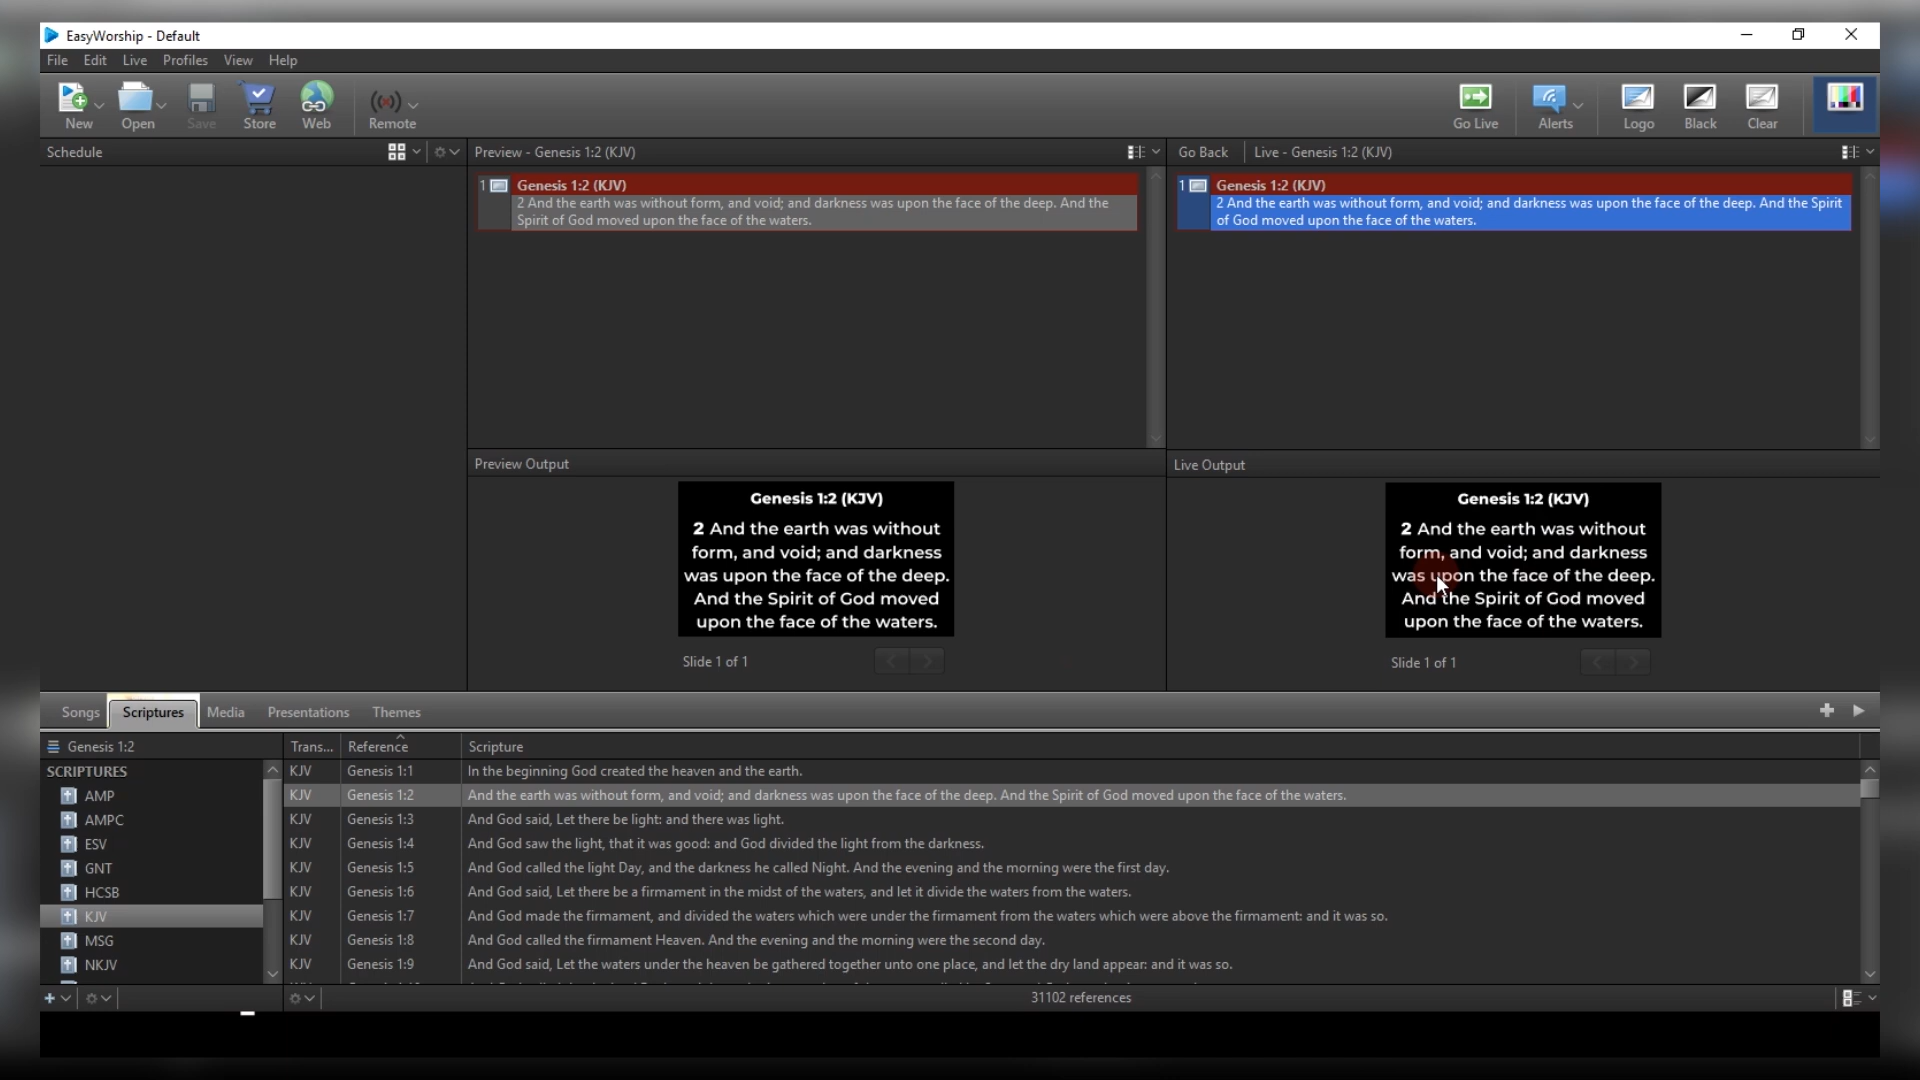 EasyWorship - Default
File Edit Live Profiles View Help
New Open Save Store Web Remote Go Live Alerts Logo Black Clear
Schedule
Preview - Genesis 1:2 (KJV)
Go Back Live - Genesis 1:2 (KJV)
1 Genesis 1:2 (KJV)
2 And the earth was without form, and void; and darkness was upon the face of the deep. And the
Spirit of God moved upon the face of the waters.
1 Genesis 1:2 (KJV)
2 And the earth was without form, and void; and darkness was upon the face of the deep. And the Spirit
of God moved upon the face of the waters.
Preview Output
Genesis 1:2 (KJV)
2 And the earth was without
form, and void; and darkness
was upon the face of the deep.
And the Spirit of God moved
upon the face of the waters.
Slide 1 of 1
Live Output
Genesis 1:2 (KJV)
2 And the earth was without
form, and void; and darkness
was upon the face of the deep.
And the Spirit of God moved
upon the face of the waters.
Slide 1 of 1
Songs Scriptures Media Presentations Themes
Genesis 1:2
SCRIPTURES
AMP
AMPC
ESV
GNT
HCSB
KJV
MSG
NKJV
Trans... Reference Scripture
KJV Genesis 1:1 In the beginning God created the heaven and the earth.
KJV Genesis 1:2 And the earth was without form, and void; and darkness was upon the face of the deep. And the Spirit of God moved upon the face of the waters.
KJV Genesis 1:3 And God said, Let there be light: and there was light.
KJV Genesis 1:4 And God saw the light, that it was good: and God divided the light from the darkness.
KJV Genesis 1:5 And God called the light Day, and the darkness he called Night. And the evening and the morning were the first day.
KJV Genesis 1:6 And God said, Let there be a firmament in the midst of the waters, and let it divide the waters from the waters.
KJV Genesis 1:7 And God made the firmament, and divided the waters which were under the firmament from the waters which were above the firmament: and it was so.
KJV Genesis 1:8 And God called the firmament Heaven. And the evening and the morning were the second day.
KJV Genesis 1:9 And God said, Let the waters under the heaven be gathered together unto one place, and let the dry land appear: and it was so.
31102 references